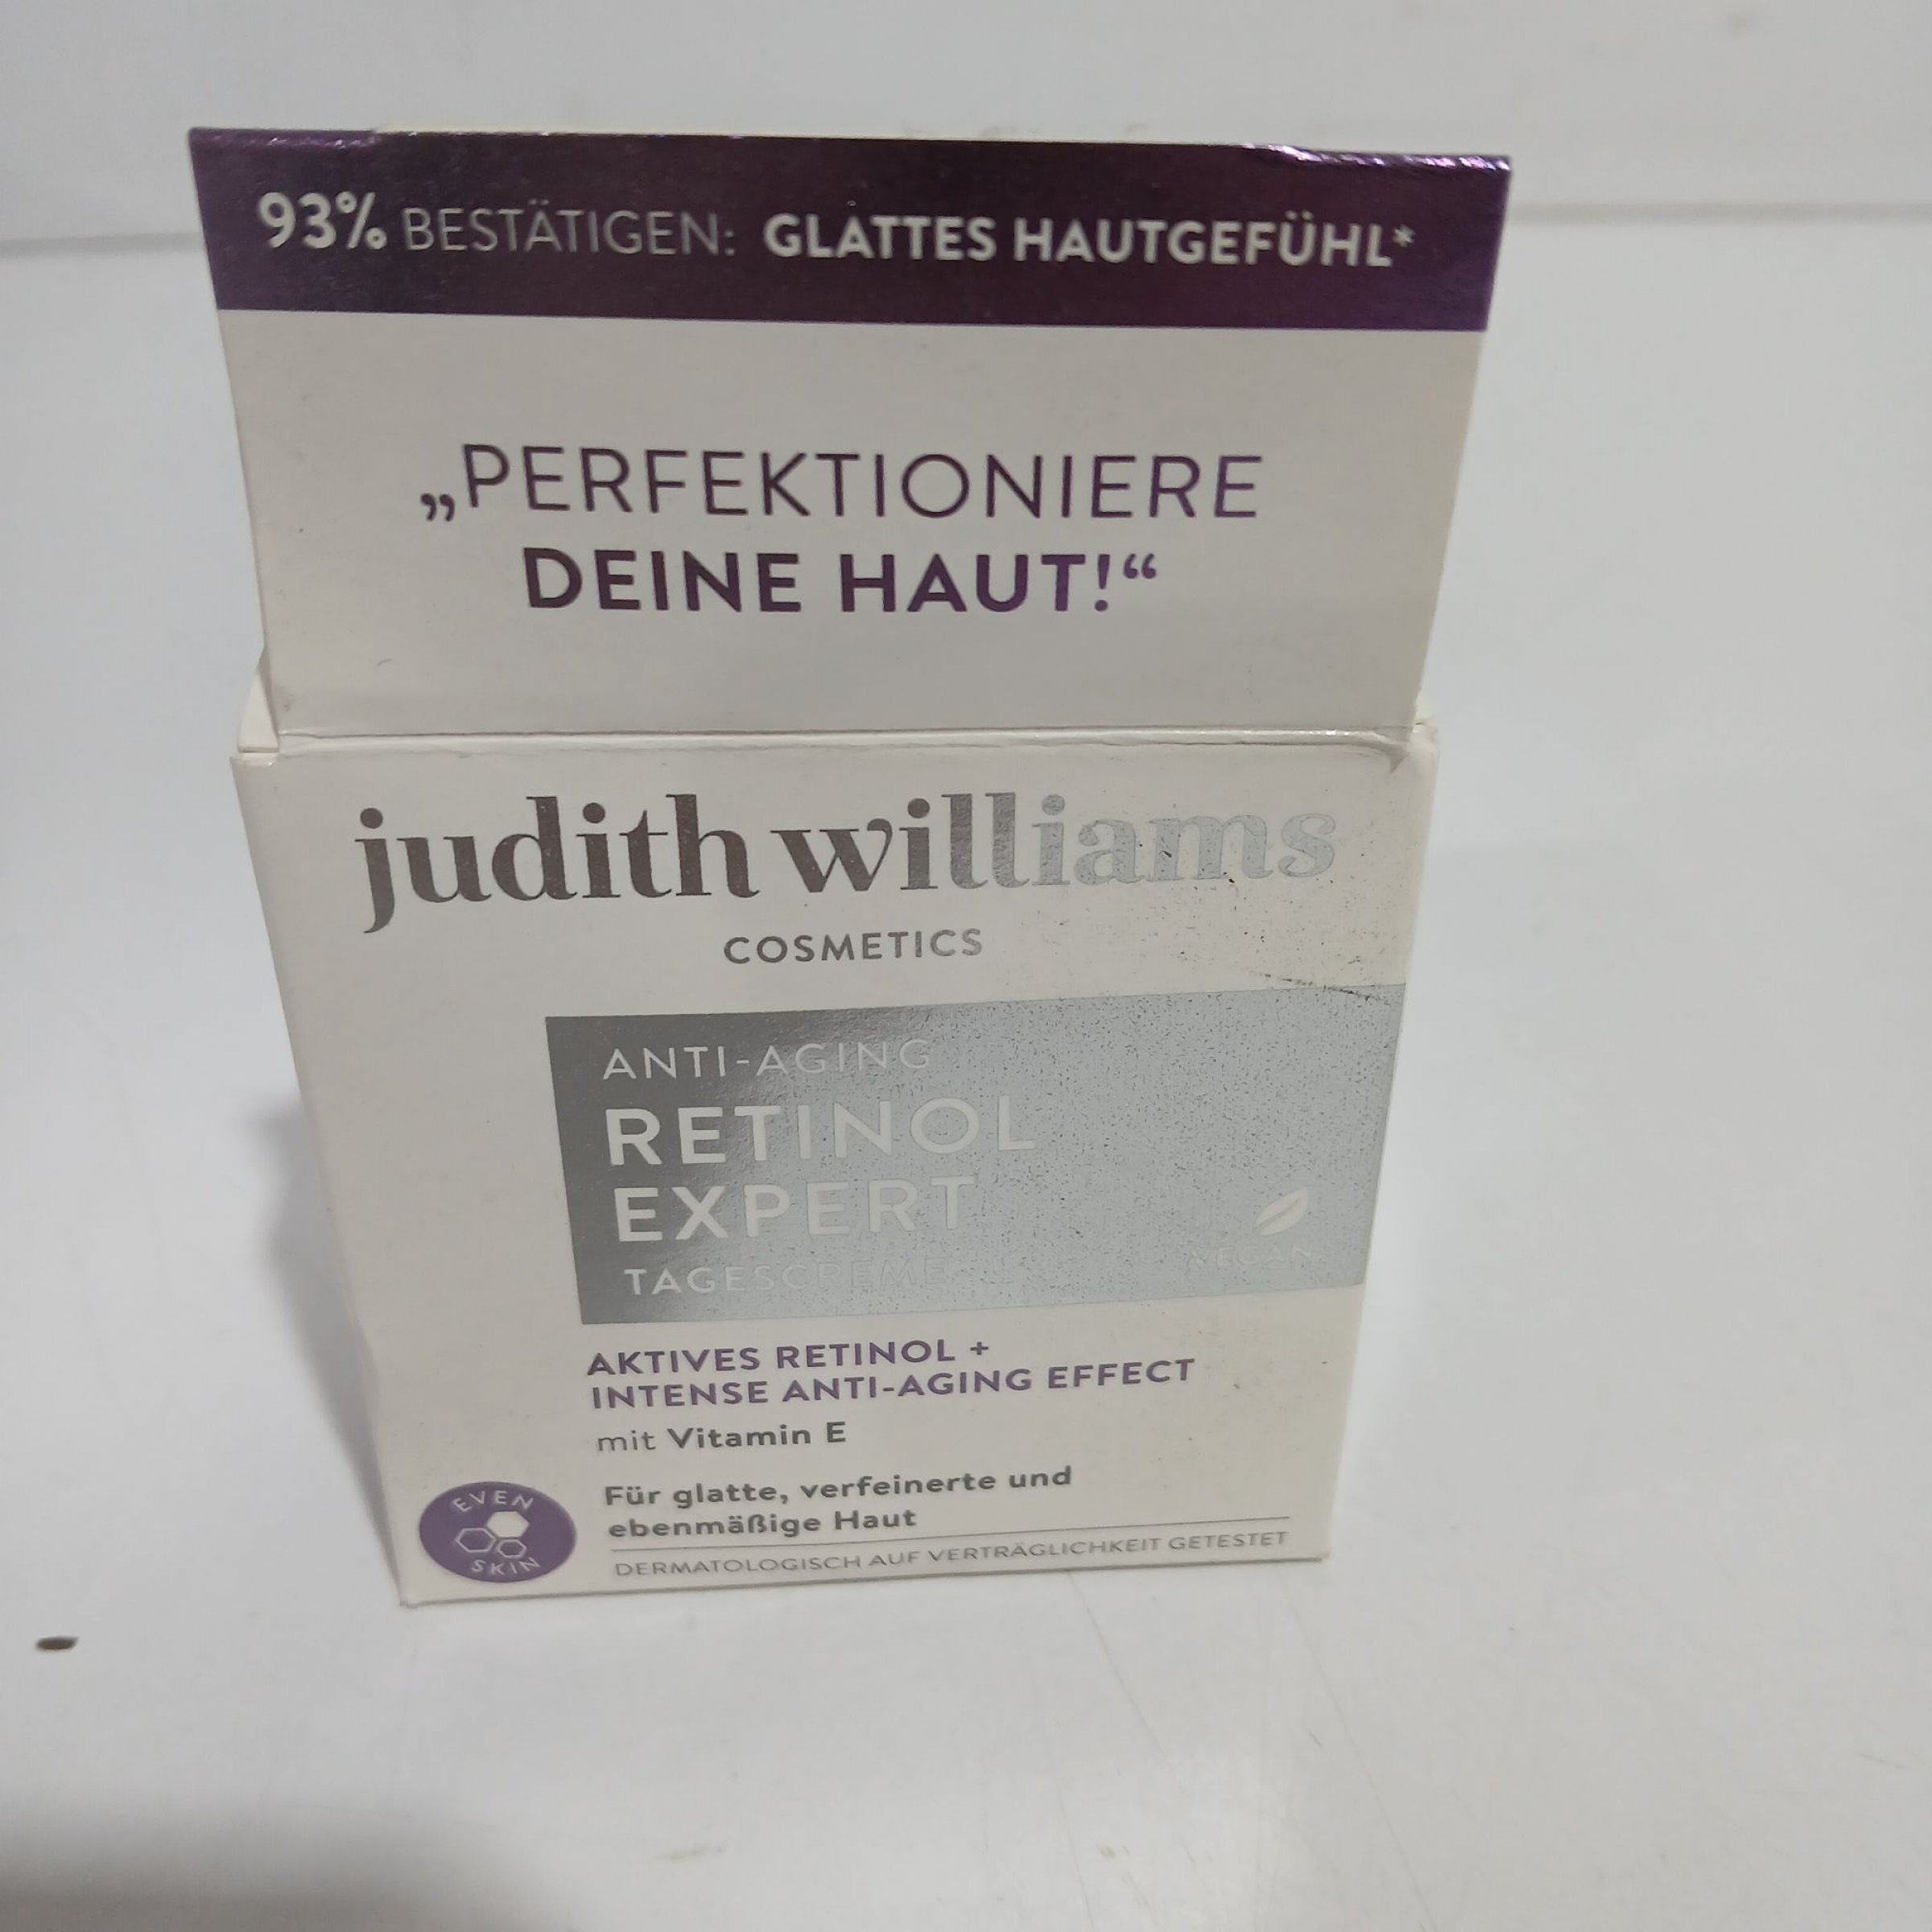 93% BESTÄTIGEN: GLATTES HAUTGEFÜHL*
„PERFEKTIONIERE
DEINE HAUT!“
judith williams
COSMETICS
ANTI-AGING
RETINOL
EXPERT
TAGESCREME
VEGAN
AKTIVES RETINOL +
INTENSE ANTI-AGING EFFECT
mit Vitamin E
Für glatte, verfeinerte und
ebenmäßige Haut
DERMATOLOGISCH AUF VERTRÄGLICHKEIT GETESTET
EVEN
SKIN